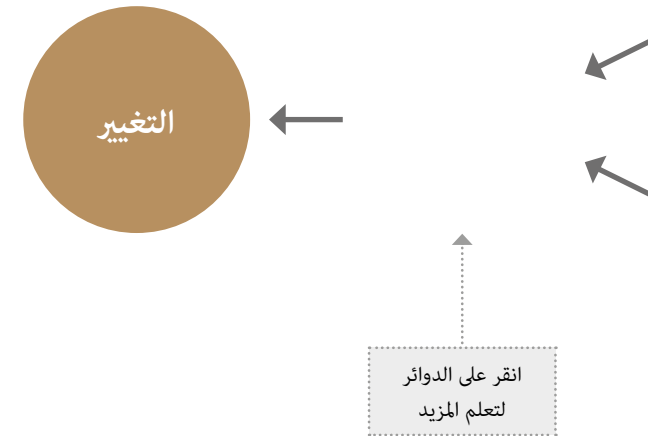 التغيير
انقر على الدوائر
لتعلم المزيد